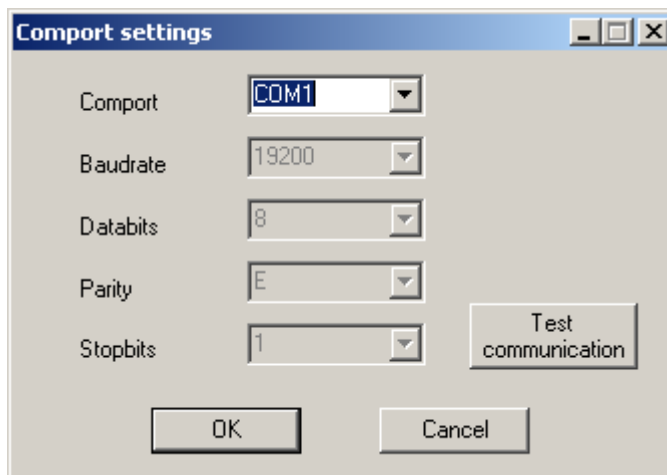 Comport settings
Comport COM1
Baudrate 19200
Databits 8
Parity E
Stopbits 1
Test
communication
OK Cancel